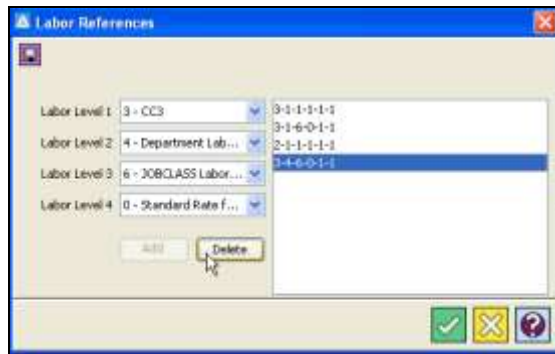 Labor References
Labor Level 1 3 - CC3
Labor Level 2 4 - Department Lab...
Labor Level 3 6 - JOBCLASS Labor...
Labor Level 4 0 - Standard Rate f...
3-1-1-1-1-1
3-1-6-0-1-1
2-1-1-1-1-1
3-4-6-0-1-1
Add Delete